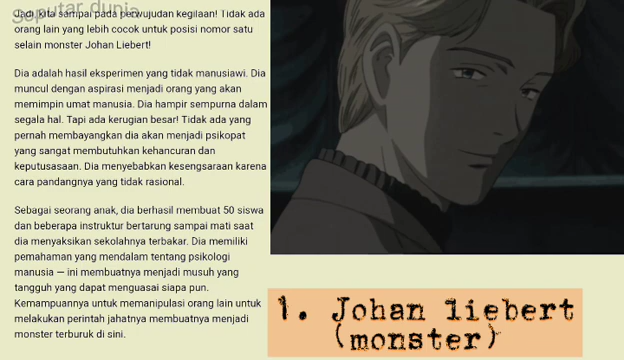 Seputar dunia
Jadi, kita sampai pada perwujudan kegilaan! Tidak ada
orang lain yang lebih cocok untuk posisi nomor satu
selain monster Johan Liebert!
Dia adalah hasil eksperimen yang tidak manusiawi. Dia
muncul dengan aspirasi menjadi orang yang akan
memimpin umat manusia. Dia hampir sempurna dalam
segala hal. Tapi ada kerugian besar! Tidak ada yang
pernah membayangkan dia akan menjadi psikopat
yang sangat membutuhkan kehancuran dan
keputusasaan. Dia menyebabkan kesengsaraan karena
cara pandangnya yang tidak rasional.
Sebagai seorang anak, dia berhasil membuat 50 siswa
dan beberapa instruktur bertarung sampai mati saat
dia menyaksikan sekolahnya terbakar. Dia memiliki
pemahaman yang mendalam tentang psikologi
manusia — ini membuatnya menjadi musuh yang
tangguh yang dapat menguasai siapa pun.
Kemampuannya untuk memanipulasi orang lain untuk
melakukan perintah jahatnya membuatnya menjadi
monster terburuk di sini.
1. Johan liebert
(monster)